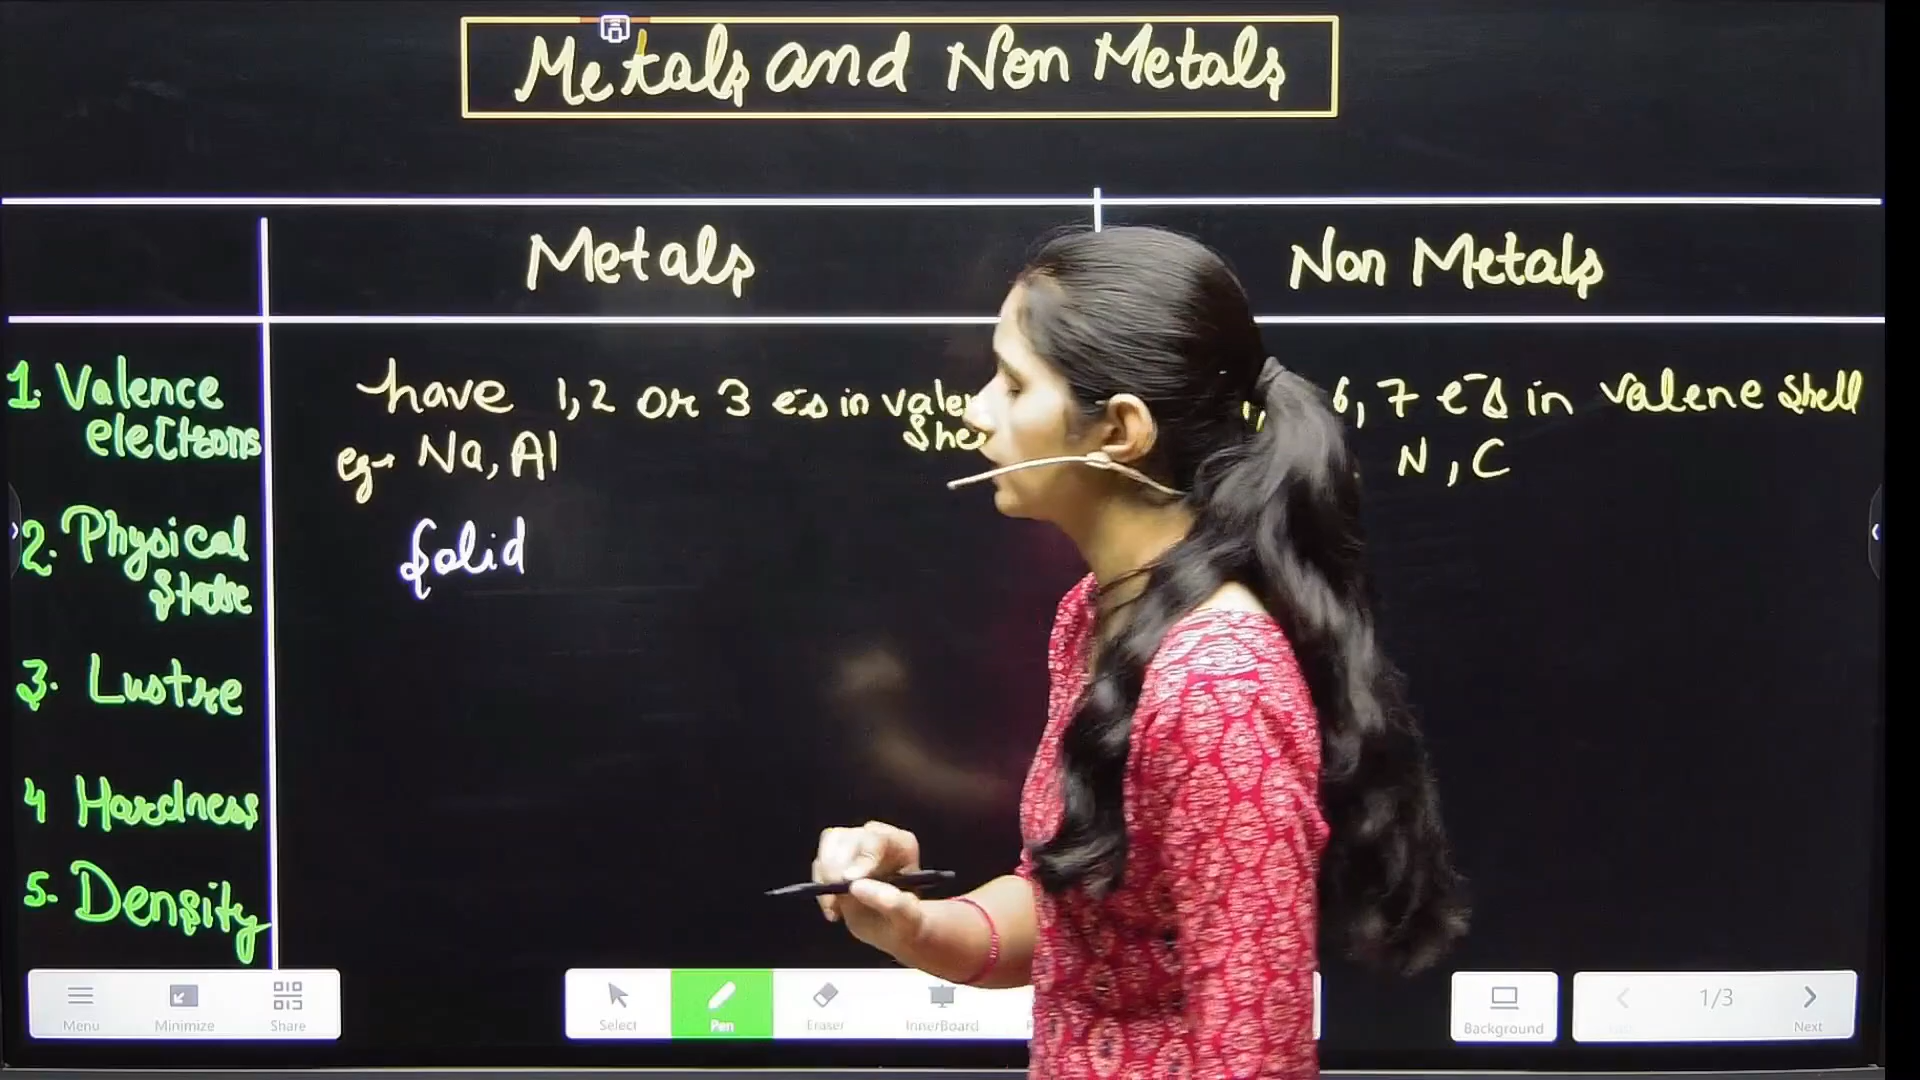 Metals and Non Metals
Metals
Non Metals
1. Valence electrons
have 1,2 or 3 e⁻s in valen
She
eg→ Na, Al
6, 7 e⁻s in valene shell
N, C
2. Physical state
Solid
3. Lustre
4 Hardness
5. Density
Menu
Minimize
Share
Select
Pen
Eraser
InnerBoard
Background
1/3
Next